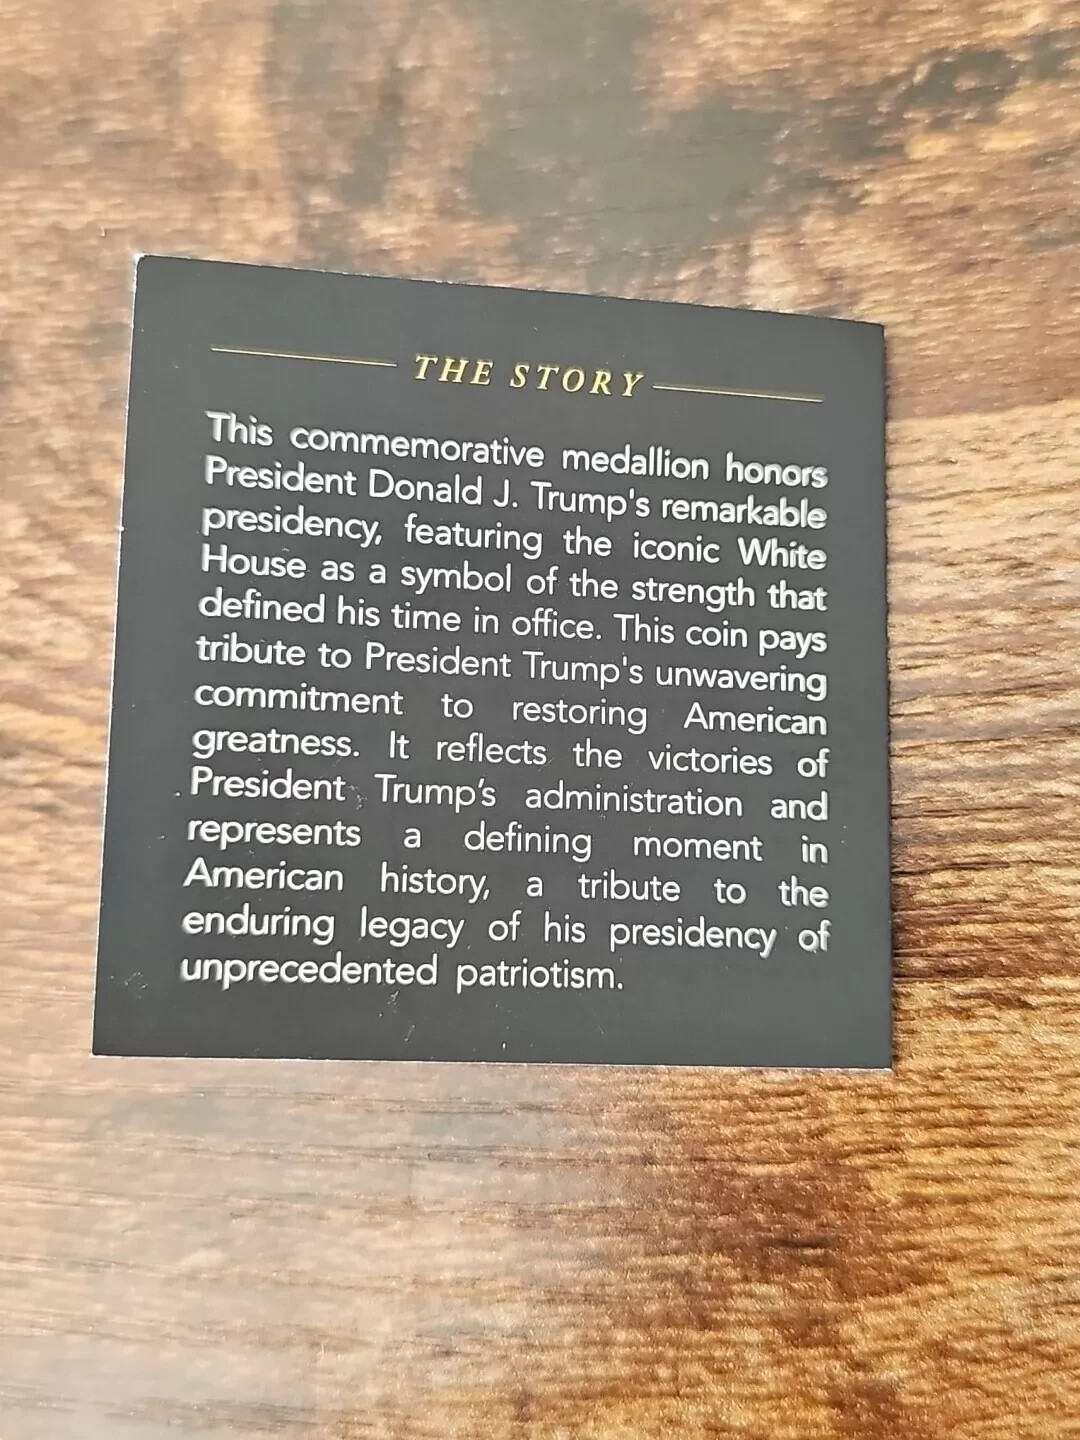 THE STORY
This commemorative medallion honors
President Donald J. Trump's remarkable
presidency, featuring the iconic White
House as a symbol of the strength that
defined his time in office. This coin pays
tribute to President Trump's unwavering
commitment to restoring American
greatness. It reflects the victories of
President Trump’s administration and
represents a defining moment in
American history, a tribute to the
enduring legacy of his presidency of
unprecedented patriotism.